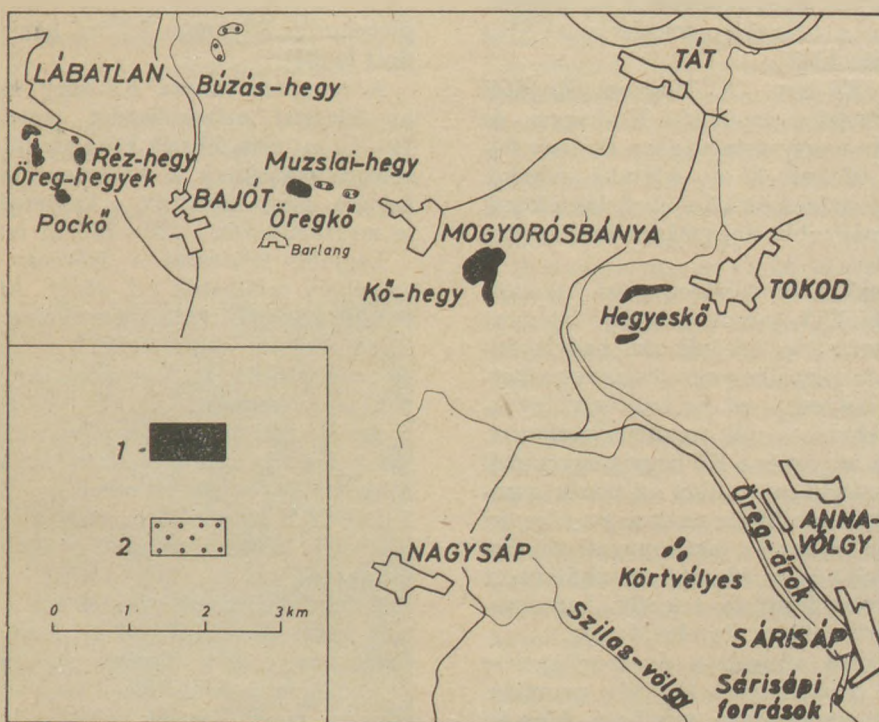 LÁBATLAN
Búzás-hegy
TÁT
Réz-hegy
Öreg-hegyek
Muzslai-hegy
BAJÓT
Öregkő
Pockő
Barlang
MOGYORÓSBÁNYA
Kő-hegy
TOKOD
Hegyeskő
1
2
0 1 2 3 km
NAGYSÁP
Körtvélyes
Öreg-árok
ANNA-
VÖLGY
Szilas-völgy
SÁRISÁP
Sárisápi
források